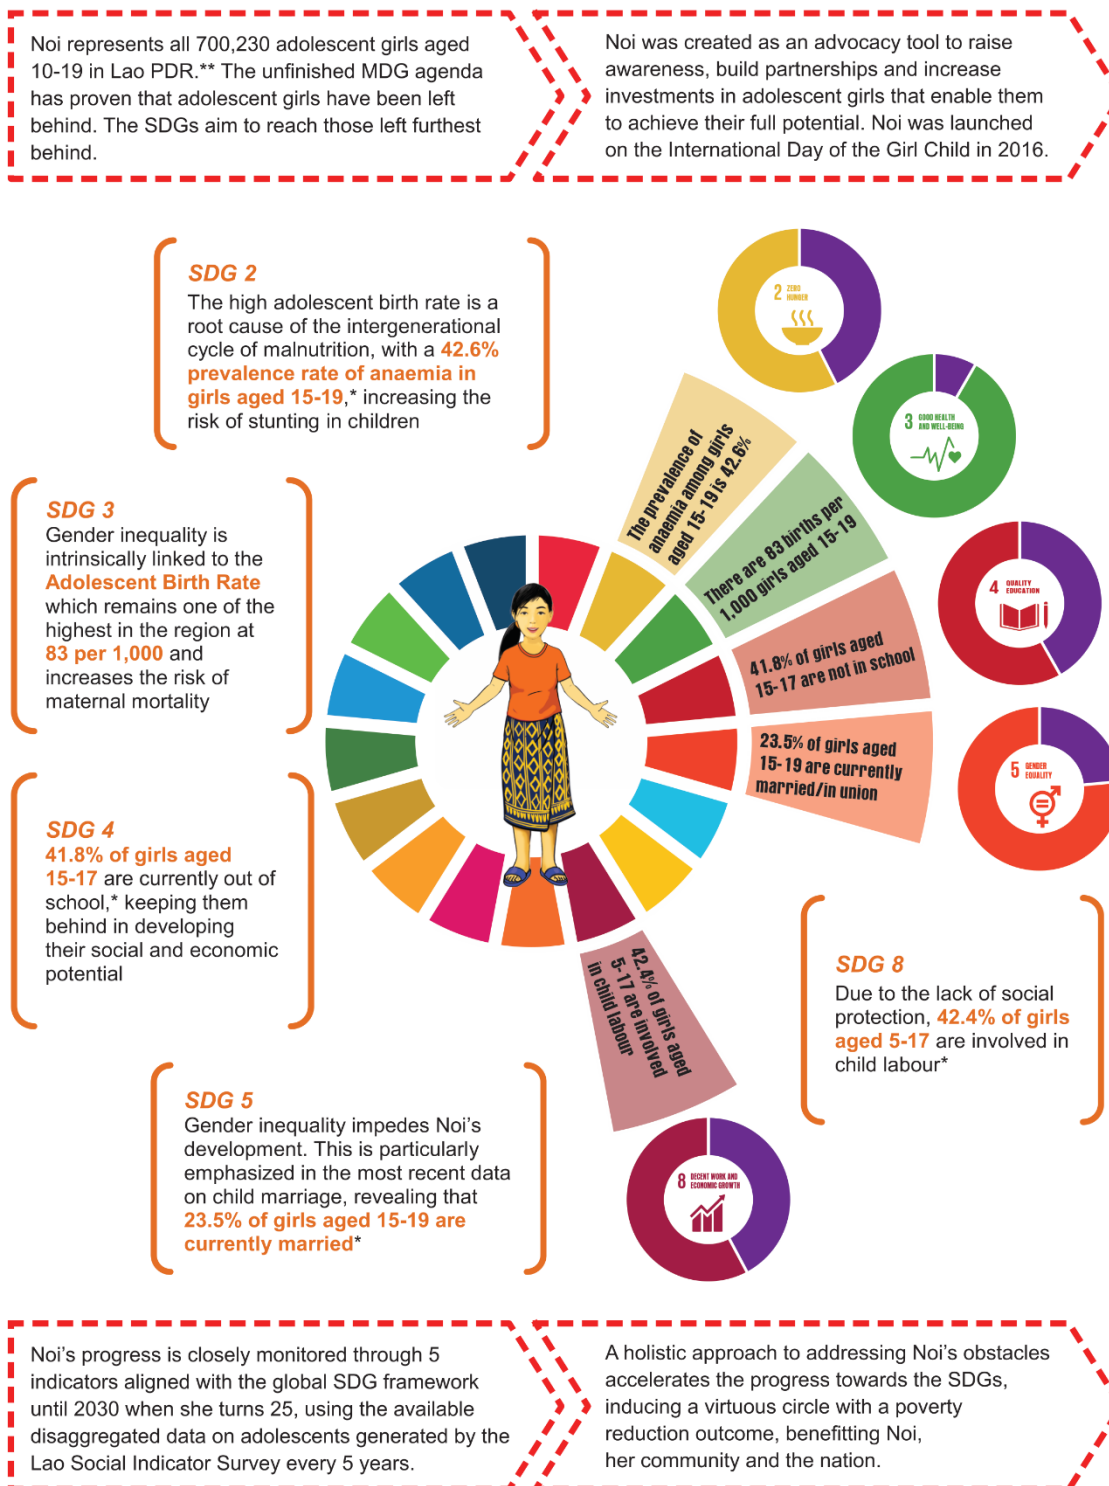 Noi represents all 700,230 adolescent girls aged
10-19 in Lao PDR.** The unfinished MDG agenda
has proven that adolescent girls have been left
behind. The SDGs aim to reach those left furthest
behind.
Noi was created as an advocacy tool to raise
awareness, build partnerships and increase
investments in adolescent girls that enable them
to achieve their full potential. Noi was launched
on the International Day of the Girl Child in 2016.
SDG 2
The high adolescent birth rate is a
root cause of the intergenerational
cycle of malnutrition, with a 42.6%
prevalence rate of anaemia in
girls aged 15-19,* increasing the
risk of stunting in children
2 ZERO
HUNGER
The prevalence of
anaemia among girls
aged 15-19 is 42.6%
3 GOOD HEALTH
AND WELL-BEING
There are 83 births per
1,000 girls aged 15-19
SDG 3
Gender inequality is
intrinsically linked to the
Adolescent Birth Rate
which remains one of the
highest in the region at
83 per 1,000 and
increases the risk of
maternal mortality
4 QUALITY
EDUCATION
41.8% of girls aged
15-17 are not in school
5 GENDER
EQUALITY
23.5% of girls aged
15-19 are currently
married/in union
SDG 4
41.8% of girls aged
15-17 are currently out of
school,* keeping them
behind in developing
their social and economic
potential
42.4% of girls aged
5-17 are involved
in child labour
SDG 8
Due to the lack of social
protection, 42.4% of girls
aged 5-17 are involved in
child labour*
SDG 5
Gender inequality impedes Noi's
development. This is particularly
emphasized in the most recent data
on child marriage, revealing that
23.5% of girls aged 15-19 are
currently married*
8 DECENT WORK AND
ECONOMIC GROWTH
Noi's progress is closely monitored through 5
indicators aligned with the global SDG framework
until 2030 when she turns 25, using the available
disaggregated data on adolescents generated by the
Lao Social Indicator Survey every 5 years.
A holistic approach to addressing Noi's obstacles
accelerates the progress towards the SDGs,
inducing a virtuous circle with a poverty
reduction outcome, benefitting Noi,
her community and the nation.